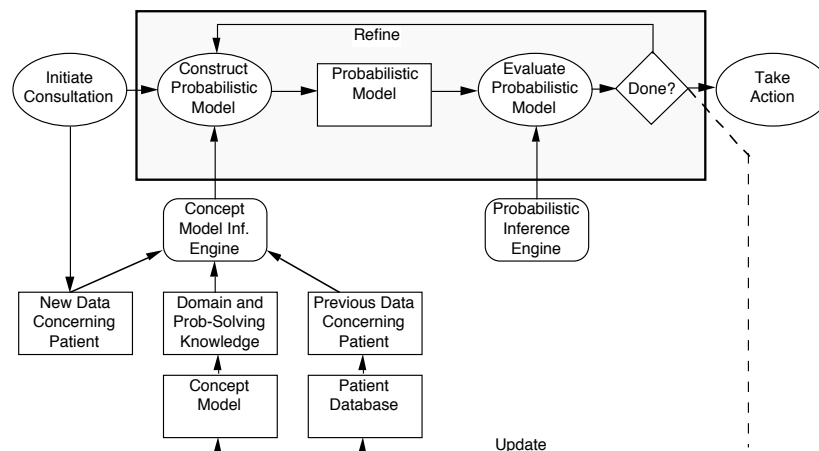 Refine
Initiate
Consultation
Construct
Probabilistic
Model
Probabilistic
Model
Evaluate
Probabilistic
Model
Done?
Take
Action
Concept
Model Inf.
Engine
Probabilistic
Inference
Engine
New Data
Concerning
Patient
Domain and
Prob-Solving
Knowledge
Previous Data
Concerning
Patient
Concept
Model
Patient
Database
Update